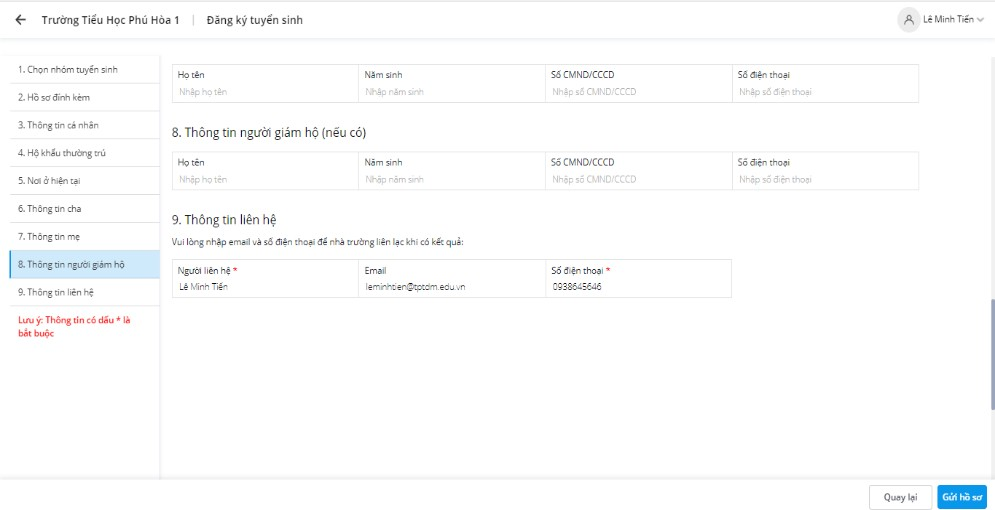 Trường Tiểu Học Phú Hòa 1 | Đăng ký tuyển sinh
Lê Minh Tiến
1. Chọn nhóm tuyển sinh
2. Hồ sơ đính kèm
3. Thông tin cá nhân
4. Hộ khẩu thường trú
5. Nơi ở hiện tại
6. Thông tin cha
7. Thông tin mẹ
8. Thông tin người giám hộ
9. Thông tin liên hệ
Lưu ý: Thông tin có dấu * là
bắt buộc
Họ tên Năm sinh Số CMND/CCCD Số điện thoại
Nhập họ tên Nhập năm sinh Nhập số CMND/CCCD Nhập số điện thoại
8. Thông tin người giám hộ (nếu có)
Họ tên Năm sinh Số CMND/CCCD Số điện thoại
Nhập họ tên Nhập năm sinh Nhập số CMND/CCCD Nhập số điện thoại
9. Thông tin liên hệ
Vui lòng nhập email và số điện thoại để nhà trường liên lạc khi có kết quả:
Người liên hệ * Email Số điện thoại *
Lê Minh Tiến leminhtien@tptdm.edu.vn 0938645646
Quay lại Gửi hồ sơ